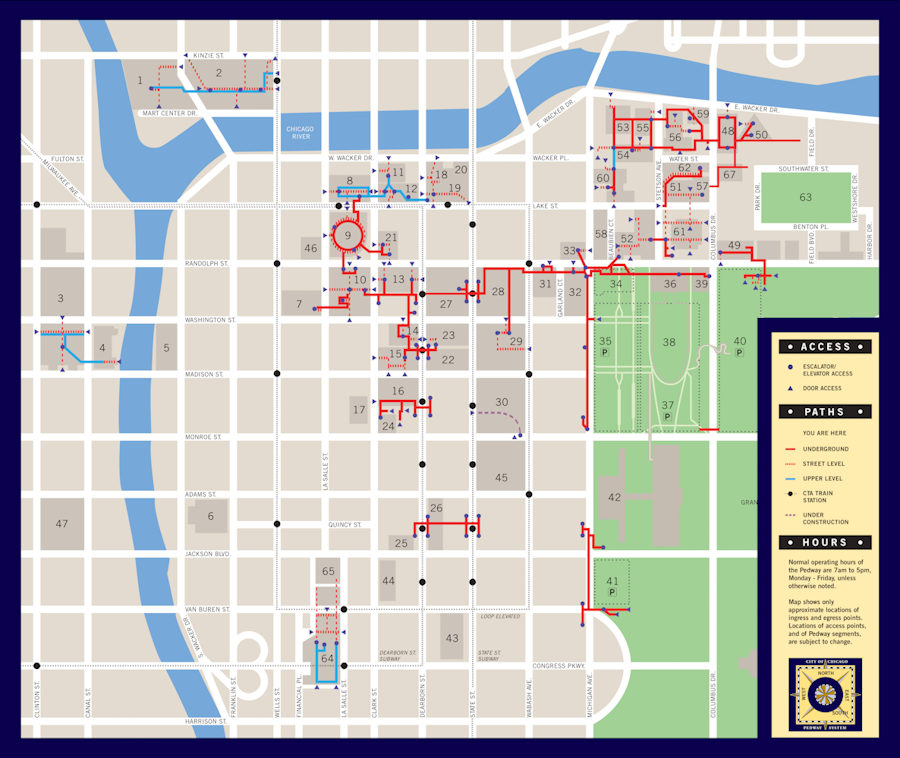 KINZIE ST.
1
2
MART CENTER DR.
CHICAGO
RIVER
E. WACKER DR.
E. WACKER DR.
53
55
56
59
48
50
54
FIELD DR.
FULTON ST.
MILWAUKEE AVE.
W. WACKER DR.
WACKER PL.
WATER ST.
SOUTHWATER ST.
8
11
12
18
20
19
60
STETSON AVE.
62
51
57
67
PARK DR.
63
WESTSHORE DR.
LAKE ST.
46
9
21
58
BEAUBIEN CT.
52
61
COLUMBUS DR.
BENTON PL.
FIELD BLVD.
HARBOR DR.
49
33
RANDOLPH ST.
3
10
13
7
27
28
31
GARLAND CT.
32
34
36
39
WASHINGTON ST.
4
5
14
23
15
22
29
35
P
38
40
P
MADISON ST.
16
17
24
30
37
P
MONROE ST.
LA SALLE ST.
45
ADAMS ST.
47
6
26
42
GRAN
QUINCY ST.
25
JACKSON BLVD.
65
44
41
P
VAN BUREN ST.
S. WACKER DR.
LOOP ELEVATED
43
64
DEARBORN ST.
SUBWAY
STATE ST.
SUBWAY
CONGRESS PKWY.
CLINTON ST.
CANAL ST.
FRANKLIN ST.
WELLS ST.
FINANCIAL PL.
LA SALLE ST.
CLARK ST.
DEARBORN ST.
STATE ST.
WABASH AVE.
MICHIGAN AVE.
COLUMBUS DR.
HARRISON ST.
• ACCESS •
ESCALATOR/
ELEVATOR ACCESS
DOOR ACCESS
• PATHS •
YOU ARE HERE
UNDERGROUND
STREET LEVEL
UPPER LEVEL
CTA TRAIN
STATION
UNDER
CONSTRUCTION
• HOURS •
Normal operating hours of
the Pedway are 7am to 5pm,
Monday - Friday, unless
otherwise noted.
Map shows only
approximate locations of
ingress and egress points.
Locations of access points,
and of Pedway segments,
are subject to change.
CITY OF CHICAGO
NORTH
WEST
EAST
SOUTH
PEDWAY SYSTEM